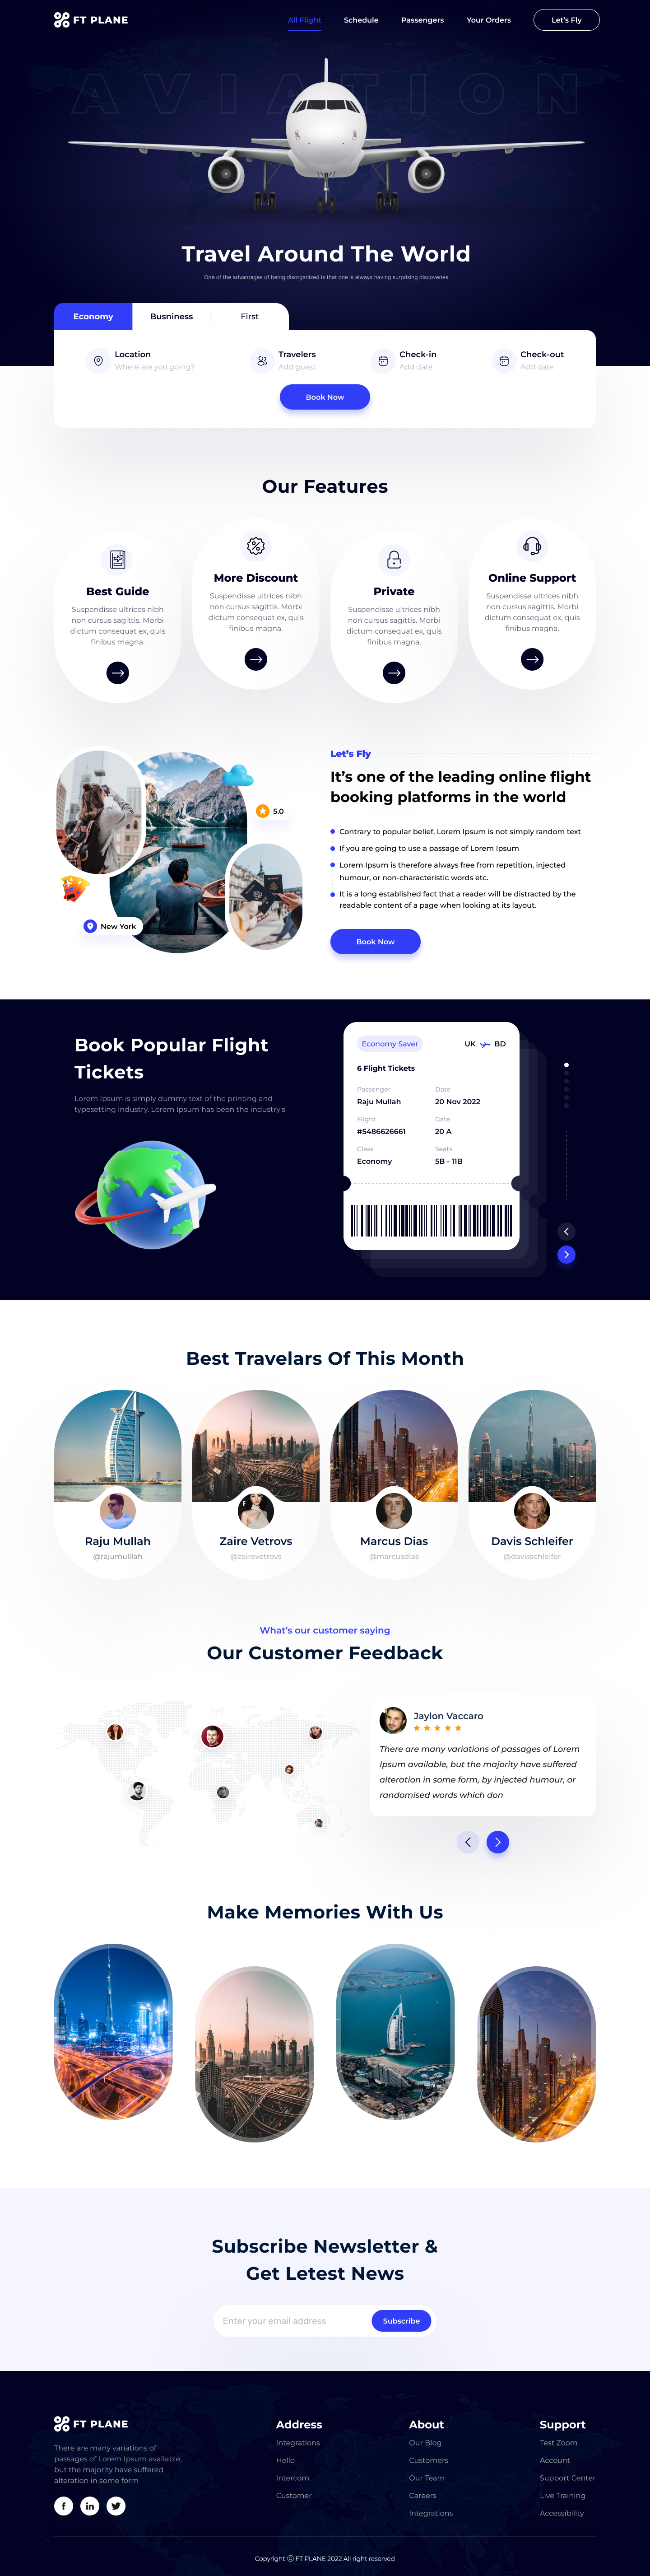 FT PLANE
All Flight
Schedule
Passengers
Your Orders
Let's Fly
AVIATION
Travel Around The World
One of the advantages of being disorganized is that one is always having surprising discoveries
Economy
Busniness
First
Location
Where are you going?
Travelers
Add guest
Check-in
Add date
Check-out
Add date
Book Now
Our Features
Best Guide
Suspendisse ultrices nibh
non cursus sagittis. Morbi
dictum consequat ex, quis
finibus magna.
More Discount
Suspendisse ultrices nibh
non cursus sagittis. Morbi
dictum consequat ex, quis
finibus magna.
Private
Suspendisse ultrices nibh
non cursus sagittis. Morbi
dictum consequat ex, quis
finibus magna.
Online Support
Suspendisse ultrices nibh
non cursus sagittis. Morbi
dictum consequat ex, quis
finibus magna.
5.0
New York
Let's Fly
It's one of the leading online flight
booking platforms in the world
Contrary to popular belief, Lorem Ipsum is not simply random text
If you are going to use a passage of Lorem Ipsum
Lorem Ipsum is therefore always free from repetition, injected
humour, or non-characteristic words etc.
It is a long established fact that a reader will be distracted by the
readable content of a page when looking at its layout.
Book Now
Book Popular Flight
Tickets
Lorem Ipsum is simply dummy text of the printing and
typesetting industry. Lorem Ipsum has been the industry's
Economy Saver
UK
BD
6 Flight Tickets
Passenger
Raju Mullah
Date
20 Nov 2022
Flight
#5486626661
Gate
20 A
Class
Economy
Seats
5B - 11B
Best Travelars Of This Month
Raju Mullah
@rajumulllah
Zaire Vetrovs
@zairevetrovs
Marcus Dias
@marcusdias
Davis Schleifer
@davisschleifer
What's our customer saying
Our Customer Feedback
Jaylon Vaccaro
There are many variations of passages of Lorem
Ipsum available, but the majority have suffered
alteration in some form, by injected humour, or
randomised words which don
Make Memories With Us
Subscribe Newsletter &
Get Letest News
Enter your email address
Subscribe
FT PLANE
There are many variations of
passages of Lorem Ipsum available,
but the majority have suffered
alteration in some form
Address
Integrations
Hello
Intercom
Customer
About
Our Blog
Customers
Our Team
Careers
Integrations
Support
Test Zoom
Account
Support Center
Live Training
Accessibility
Copyright © FT PLANE 2022 All right reserved